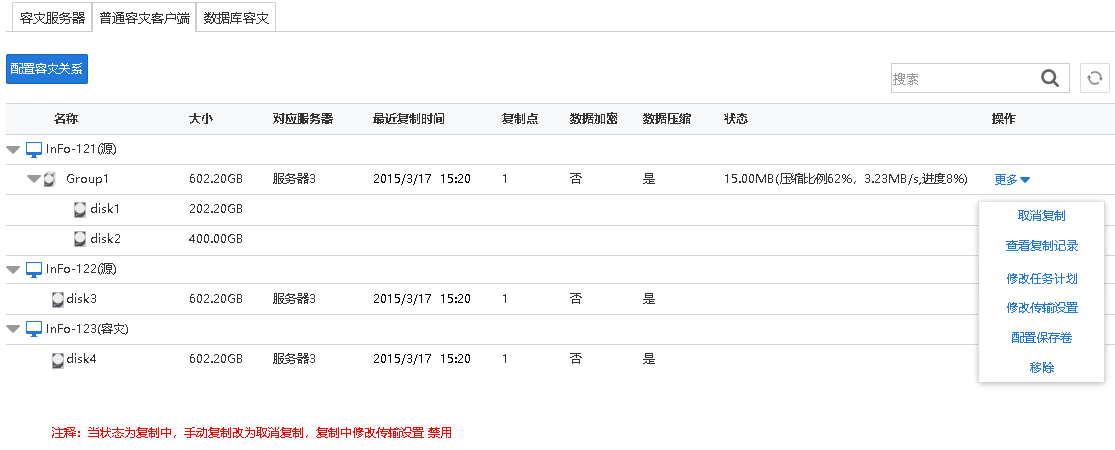 容灾服务器 普通容灾客户端 数据库容灾
配置容灾关系
搜索
名称 大小 对应服务器 最近复制时间 复制点 数据加密 数据压缩 状态 操作
InFo-121(源)
Group1 602.20GB 服务器3 2015/3/17 15:20 1 否 是 15.00MB(压缩比例62%，3.23MB/s,进度8%) 更多
disk1 202.20GB
取消复制
disk2 400.00GB
查看复制记录
InFo-122(源)
修改任务计划
disk3 602.20GB 服务器3 2015/3/17 15:20 1 否 是
修改传输设置
InFo-123(容灾)
配置保存卷
disk4 602.20GB 服务器3 2015/3/17 15:20 1 否 是
移除
注释：当状态为复制中，手动复制改为取消复制，复制中修改传输设置 禁用